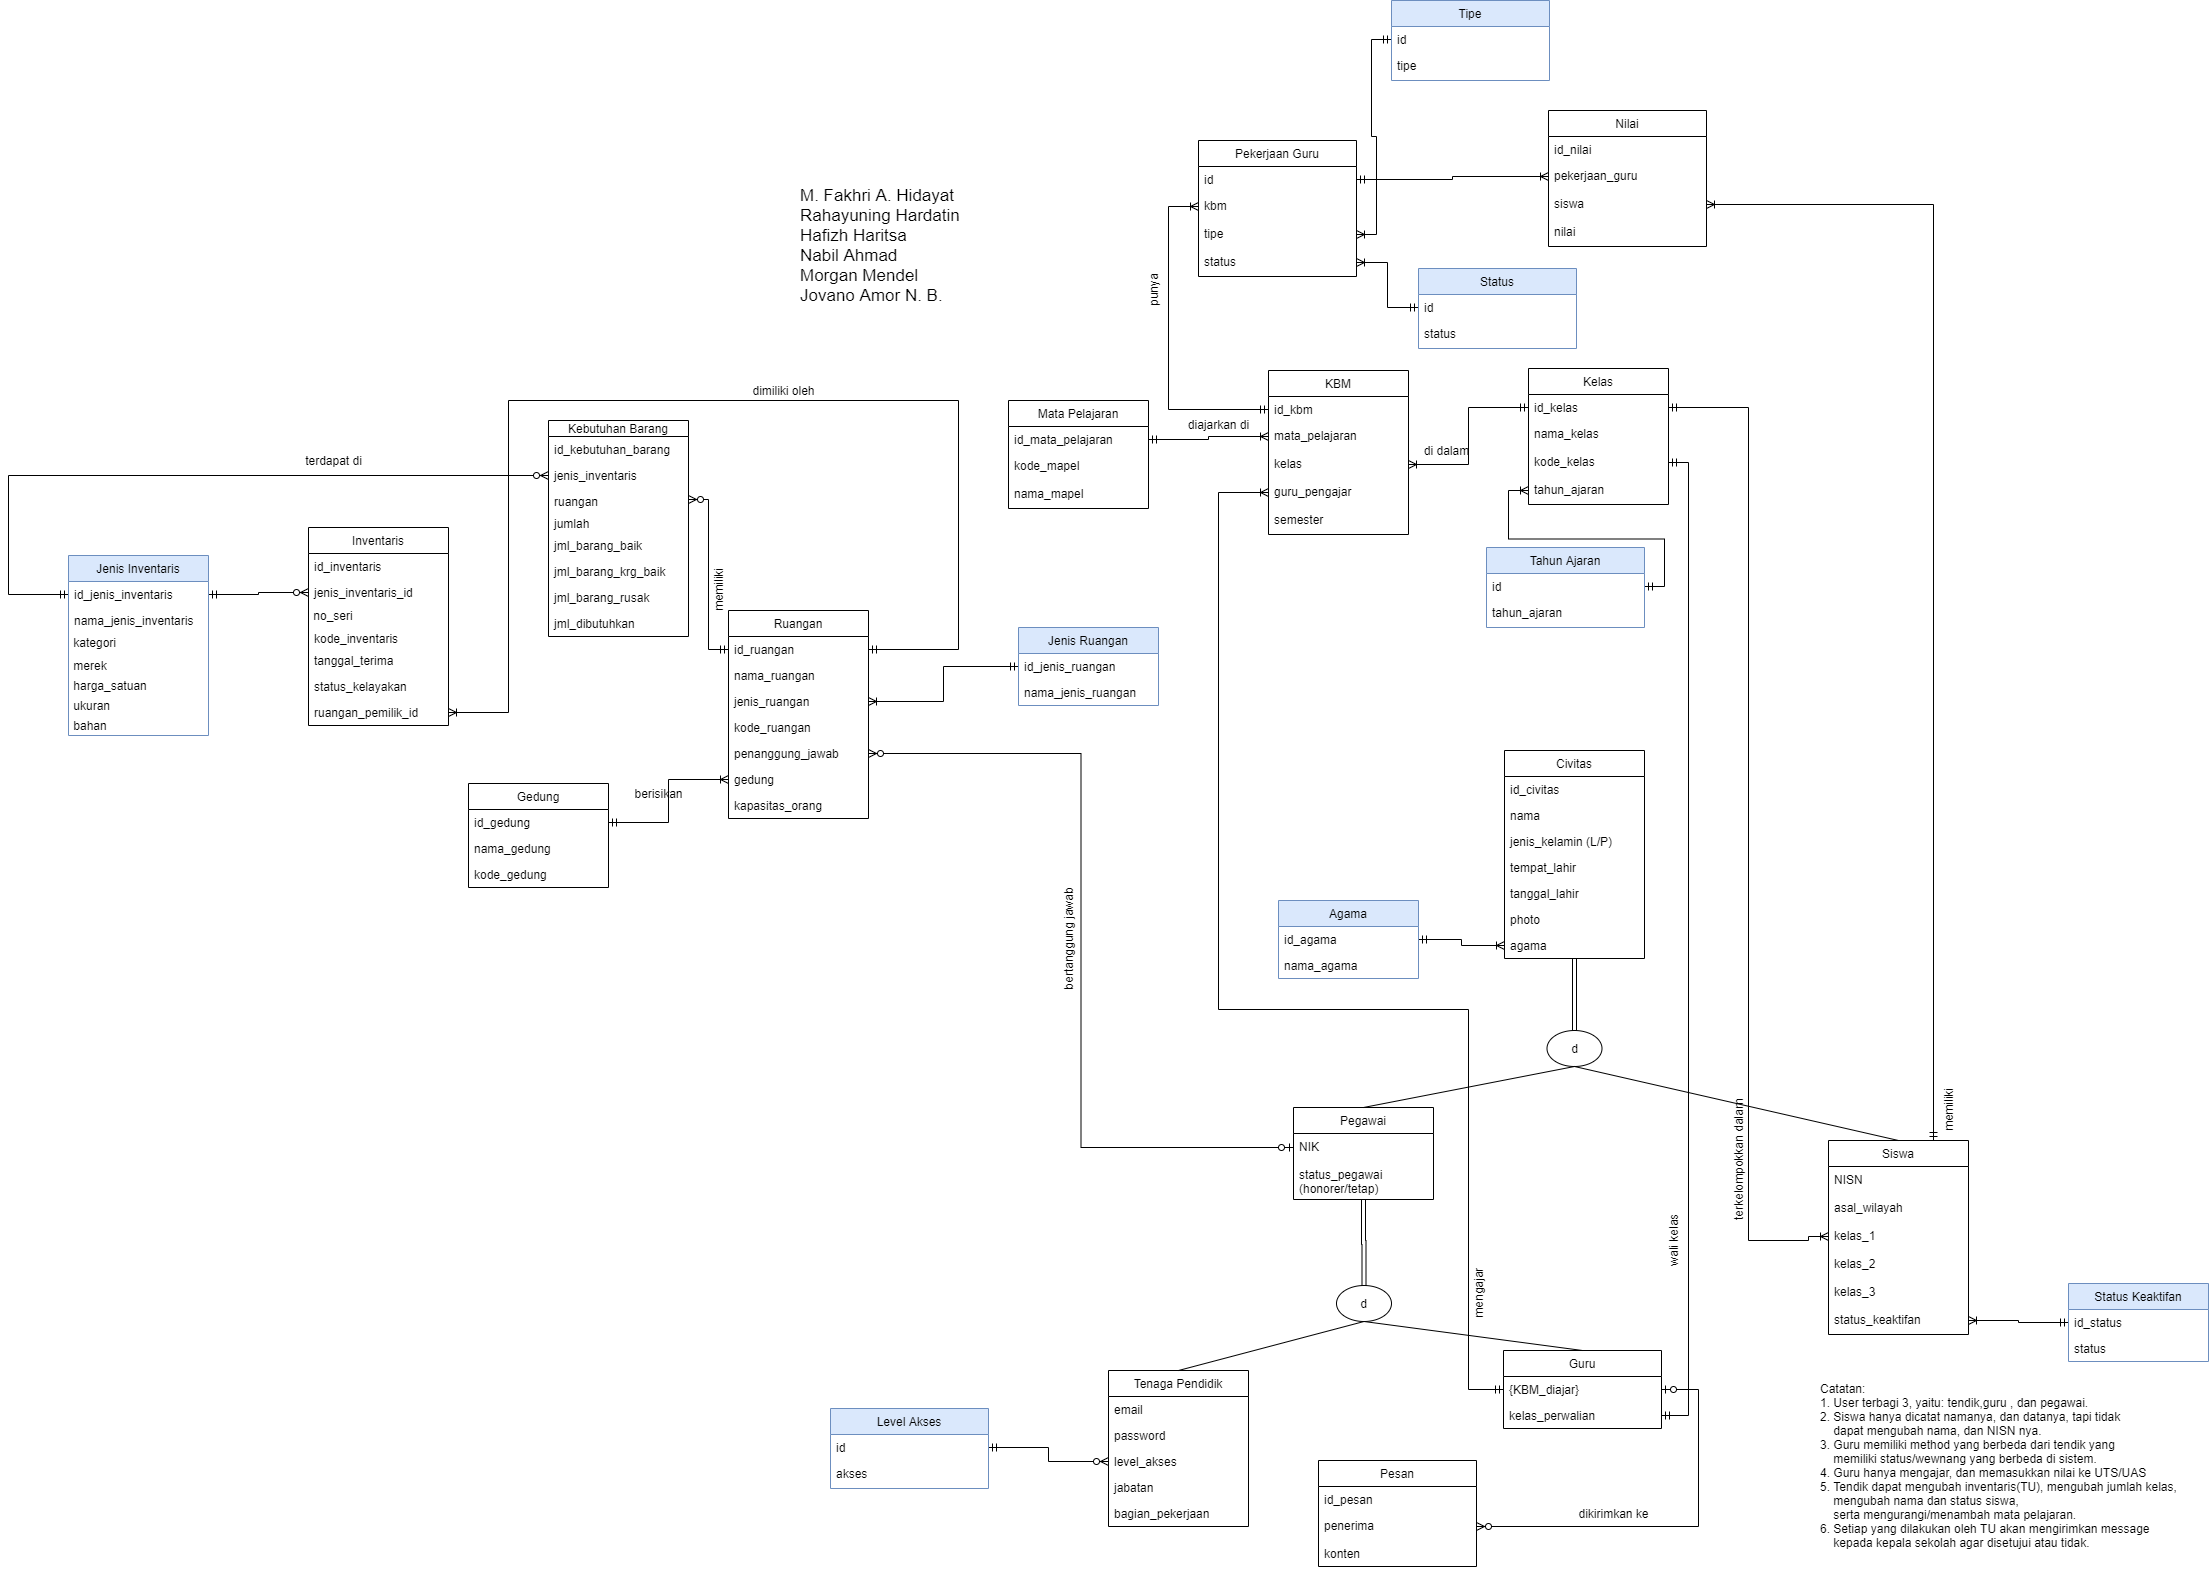 Tipe
id
tipe
Nilai
id_nilai
pekerjaan_guru
siswa
nilai
Pekerjaan Guru
id
kbm
tipe
status
M. Fakhri A. Hidayat
Rahayuning Hardatin
Hafizh Haritsa
Nabil Ahmad
Morgan Mendel
Jovano Amor N. B.
punya
Status
id
status
dimiliki oleh
KBM
id_kbm
mata_pelajaran
kelas
guru_pengajar
semester
Kelas
id_kelas
nama_kelas
kode_kelas
tahun_ajaran
Mata Pelajaran
id_mata_pelajaran
kode_mapel
nama_mapel
diajarkan di
di dalam
Kebutuhan Barang
id_kebutuhan_barang
jenis_inventaris
ruangan
jumlah
jml_barang_baik
jml_barang_krg_baik
jml_barang_rusak
jml_dibutuhkan
terdapat di
Inventaris
id_inventaris
jenis_inventaris_id
no_seri
kode_inventaris
tanggal_terima
status_kelayakan
ruangan_pemilik_id
Jenis Inventaris
id_jenis_inventaris
nama_jenis_inventaris
kategori
merek
harga_satuan
ukuran
bahan
memiliki
Tahun Ajaran
id
tahun_ajaran
Ruangan
id_ruangan
nama_ruangan
jenis_ruangan
kode_ruangan
penanggung_jawab
gedung
kapasitas_orang
Jenis Ruangan
id_jenis_ruangan
nama_jenis_ruangan
Gedung
id_gedung
nama_gedung
kode_gedung
berisikan
Civitas
id_civitas
nama
jenis_kelamin (L/P)
tempat_lahir
tanggal_lahir
photo
agama
Agama
id_agama
nama_agama
bertanggung jawab
d
Pegawai
NIK
status_pegawai
(honorer/tetap)
terkelompokkan dalam
memiliki
Siswa
NISN
asal_wilayah
kelas_1
kelas_2
kelas_3
status_keaktifan
wali kelas
mengajar
d
Status Keaktifan
id_status
status
Guru
{KBM_diajar}
kelas_perwalian
Tenaga Pendidik
email
password
level_akses
jabatan
bagian_pekerjaan
Level Akses
id
akses
Pesan
id_pesan
penerima
konten
dikirimkan ke
Catatan:
1. User terbagi 3, yaitu: tendik,guru , dan pegawai.
2. Siswa hanya dicatat namanya, dan datanya, tapi tidak
dapat mengubah nama, dan NISN nya.
3. Guru memiliki method yang berbeda dari tendik yang
memiliki status/wewnang yang berbeda di sistem.
4. Guru hanya mengajar, dan memasukkan nilai ke UTS/UAS
5. Tendik dapat mengubah inventaris(TU), mengubah jumlah kelas,
mengubah nama dan status siswa,
serta mengurangi/menambah mata pelajaran.
6. Setiap yang dilakukan oleh TU akan mengirimkan message
kepada kepala sekolah agar disetujui atau tidak.